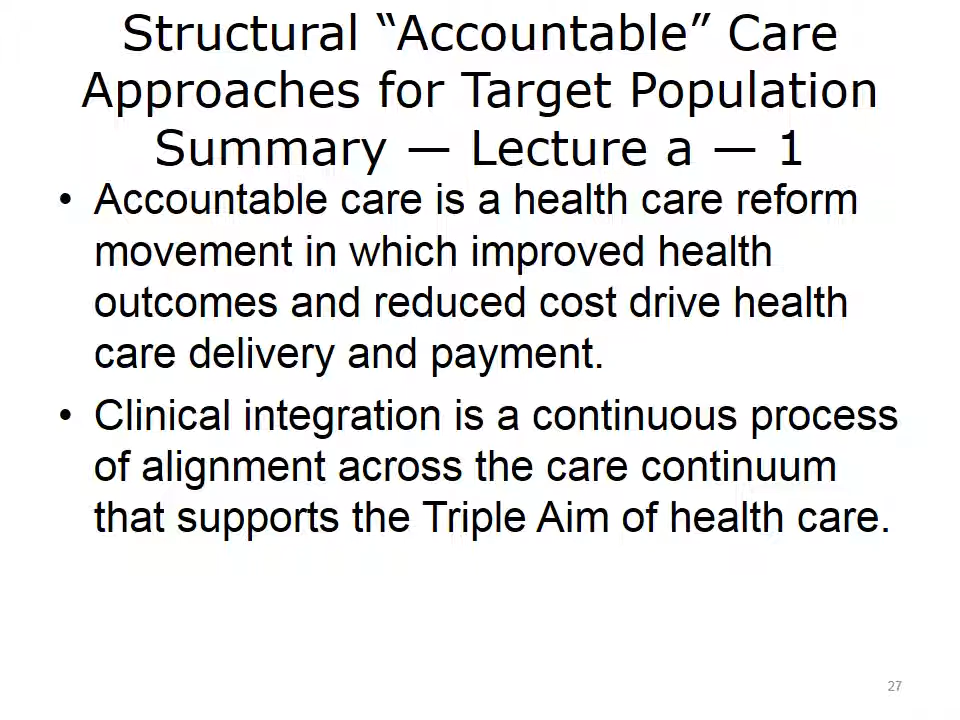 Structural “Accountable” Care
Approaches for Target Population
Summary — Lecture a — 1
• Accountable care is a health care reform
movement in which improved health
outcomes and reduced cost drive health
care delivery and payment.
• Clinical integration is a continuous process
of alignment across the care continuum
that supports the Triple Aim of health care.
27